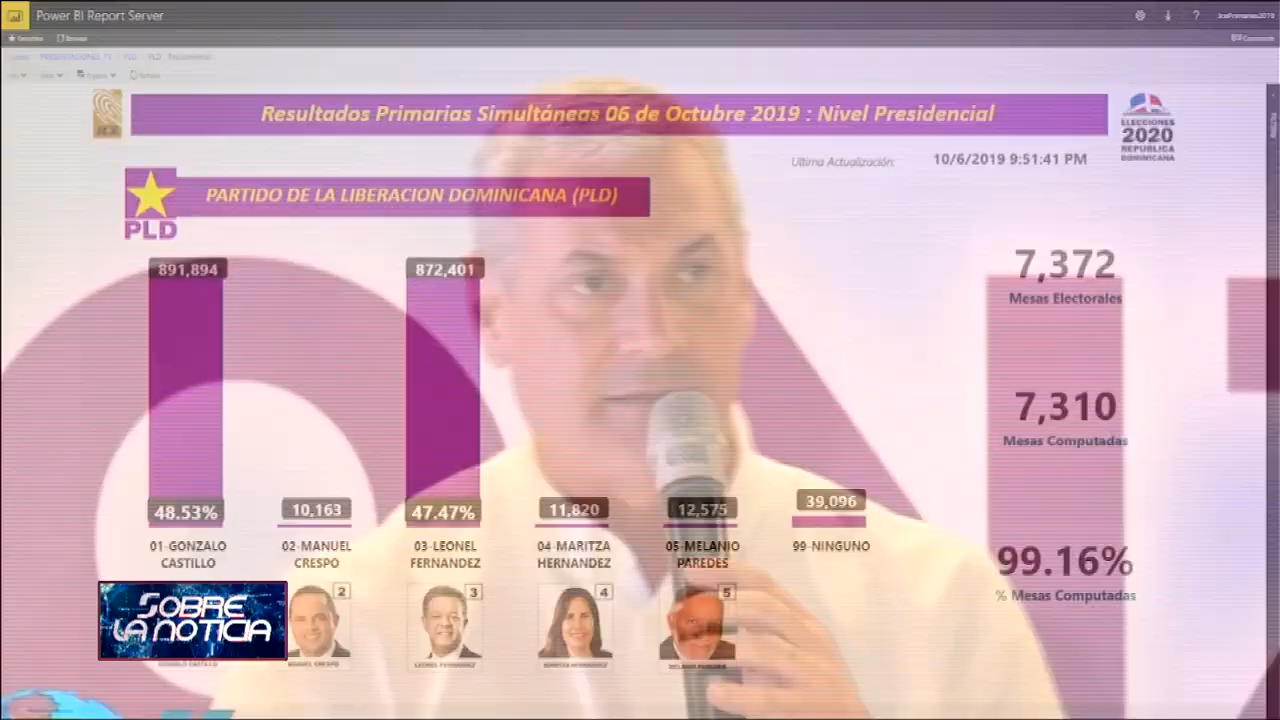 Power BI Report Server
Resultados Primarias Simultáneas 06 de Octubre 2019 : Nivel Presidencial
ELECCIONES
2020
REPUBLICA
DOMINICANA
Ultima Actualización:
10/6/2019 9:51:41 PM
PARTIDO DE LA LIBERACION DOMINICANA (PLD)
PLD
891,894
872,401
7,372
Mesas Electorales
7,310
Mesas Computadas
48.53%
10,163
47.47%
11,820
12,575
39,096
01-GONZALO
CASTILLO
02-MANUEL
CRESPO
03-LEONEL
FERNANDEZ
04-MARITZA
HERNANDEZ
05-MELANIO
PAREDES
99-NINGUNO
99.16%
% Mesas Computadas
2
3
4
5
SOBRE
LA NOTICIA
MANUEL CRESPO
LEONEL FERNANDEZ